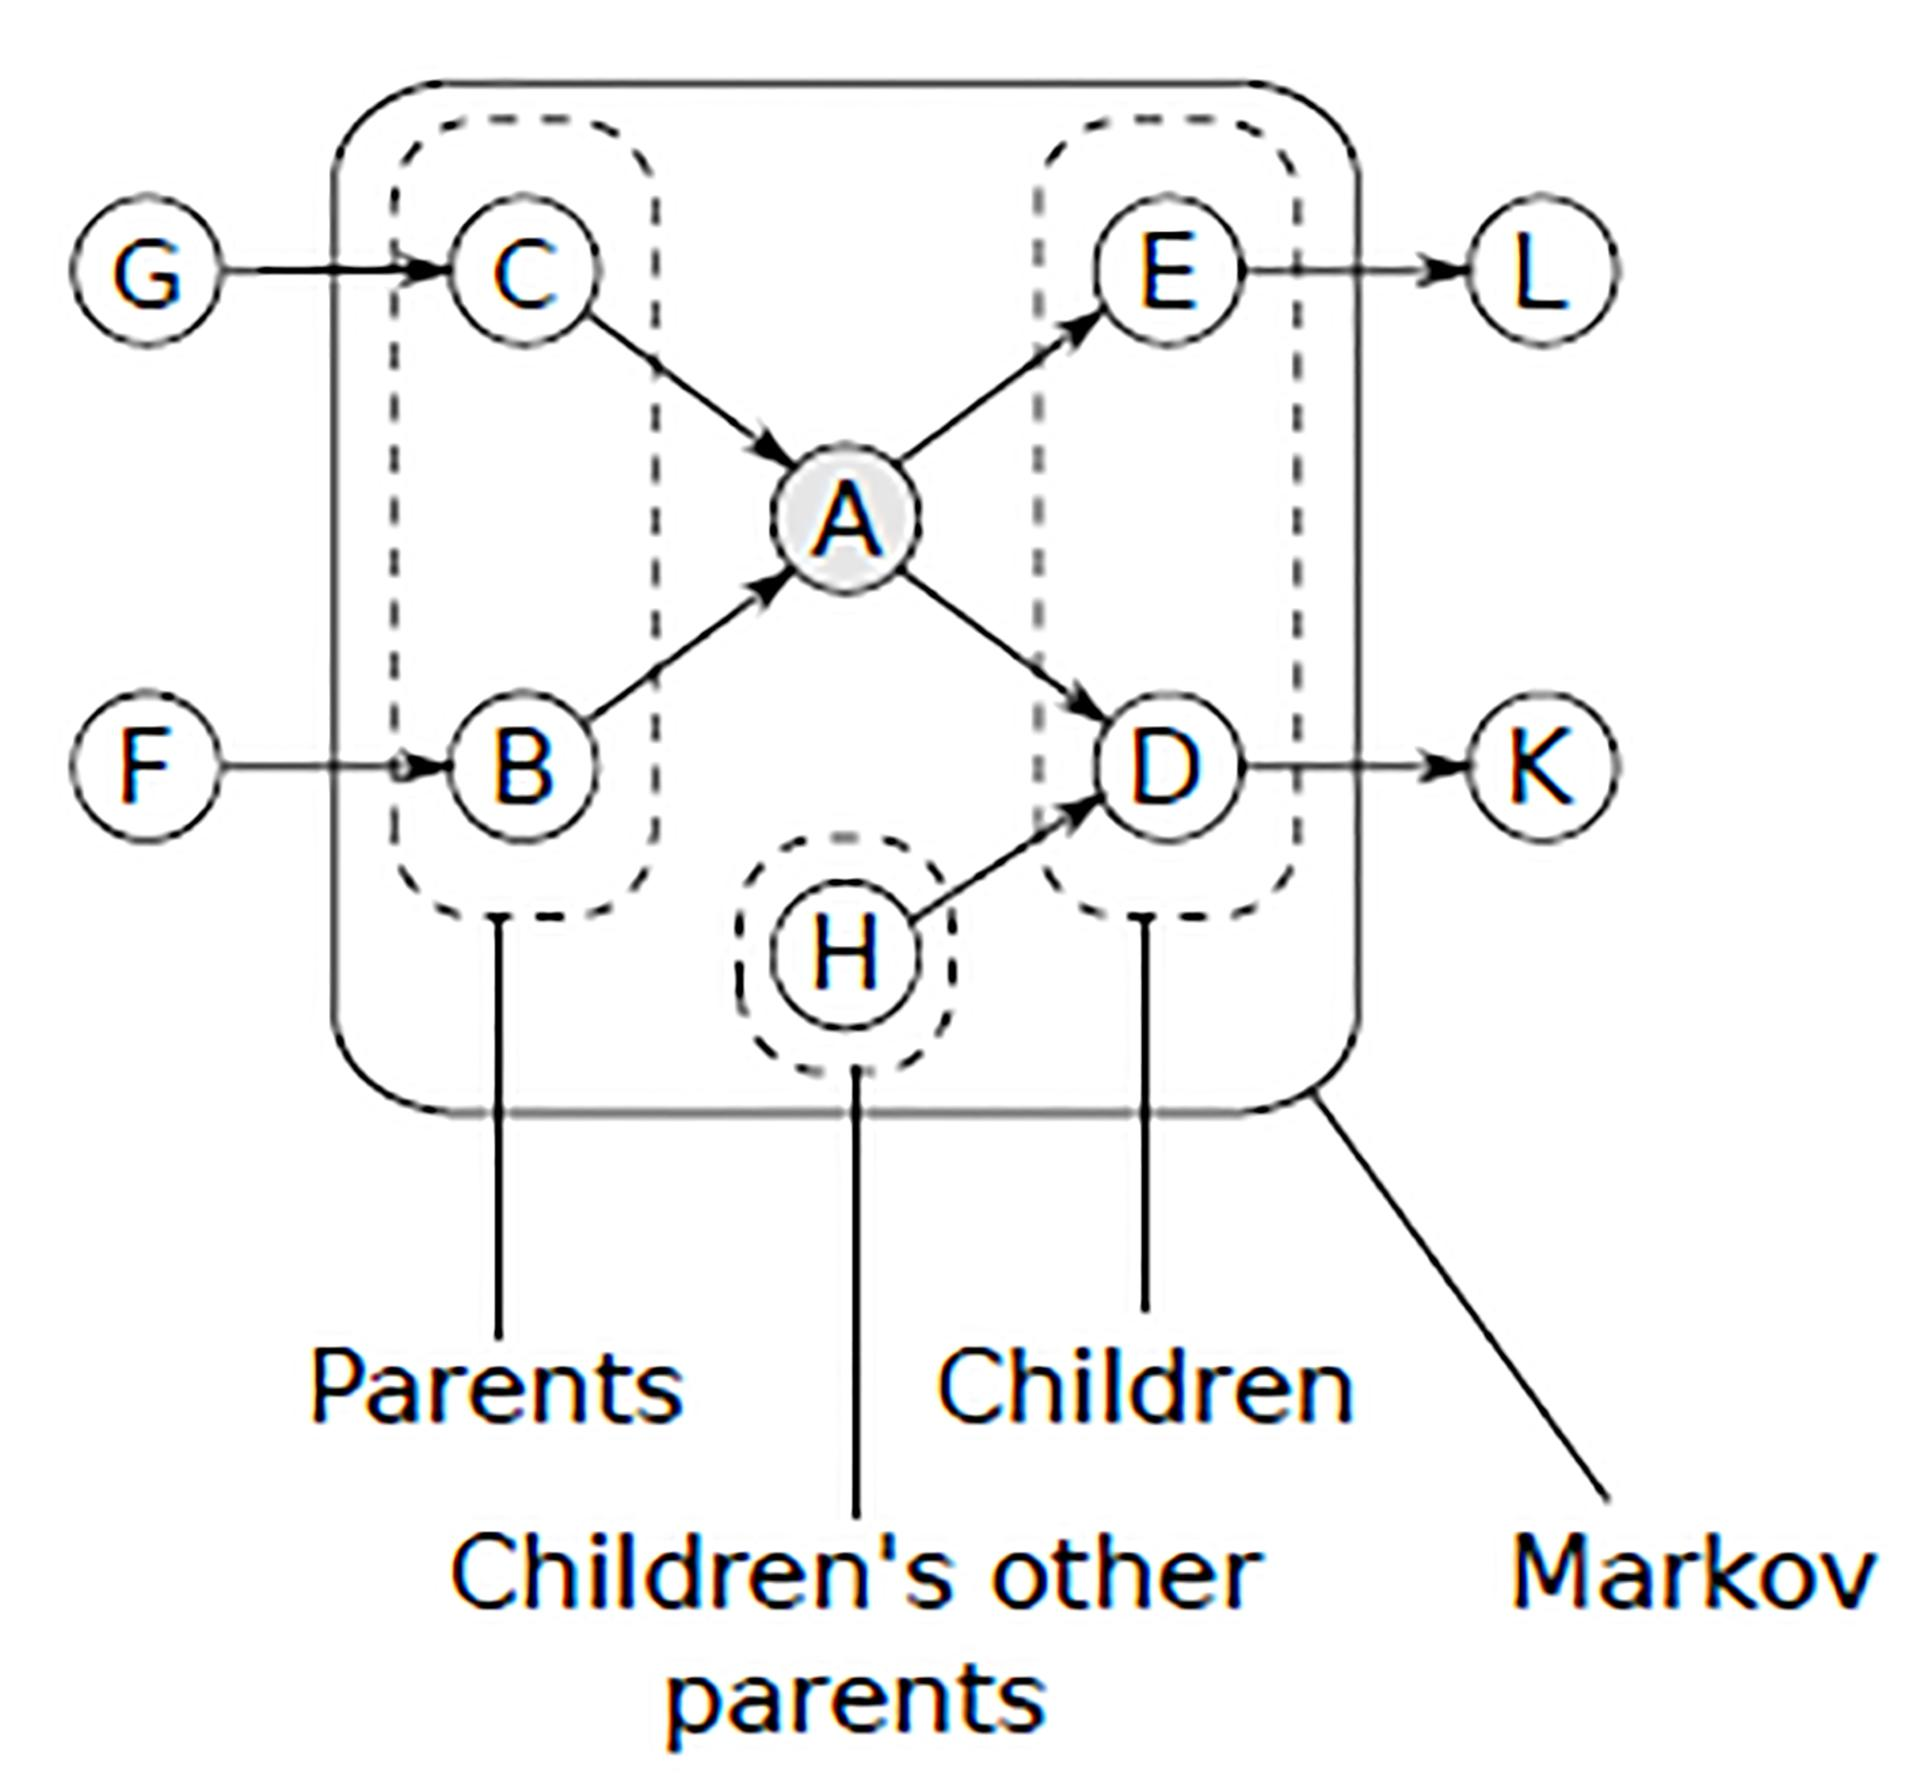 G
C
E
L
A
F
B
D
K
H
Parents
Children
Children's other
parents
Markov